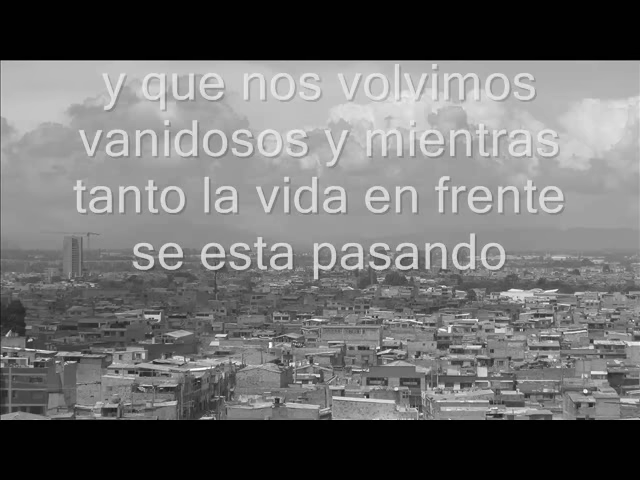 y que nos volvimos
vanidosos y mientras
tanto la vida en frente
se esta pasando